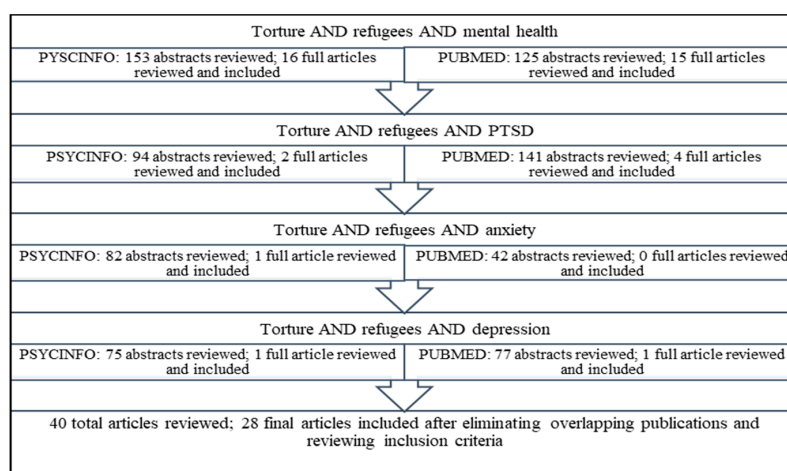 Torture AND refugees AND mental health
PYSCINFO: 153 abstracts reviewed; 16 full articles
reviewed and included
PUBMED: 125 abstracts reviewed; 15 full articles
reviewed and included
Torture AND refugees AND PTSD
PSYCINFO: 94 abstracts reviewed; 2 full articles
reviewed and included
PUBMED: 141 abstracts reviewed; 4 full articles
reviewed and included
Torture AND refugees AND anxiety
PSYCINFO: 82 abstracts reviewed; 1 full article reviewed
and included
PUBMED: 42 abstracts reviewed; 0 full articles reviewed
and included
Torture AND refugees AND depression
PSYCINFO: 75 abstracts reviewed; 1 full article reviewed
and included
PUBMED: 77 abstracts reviewed; 1 full article reviewed
and included
40 total articles reviewed; 28 final articles included after eliminating overlapping publications and
reviewing inclusion criteria